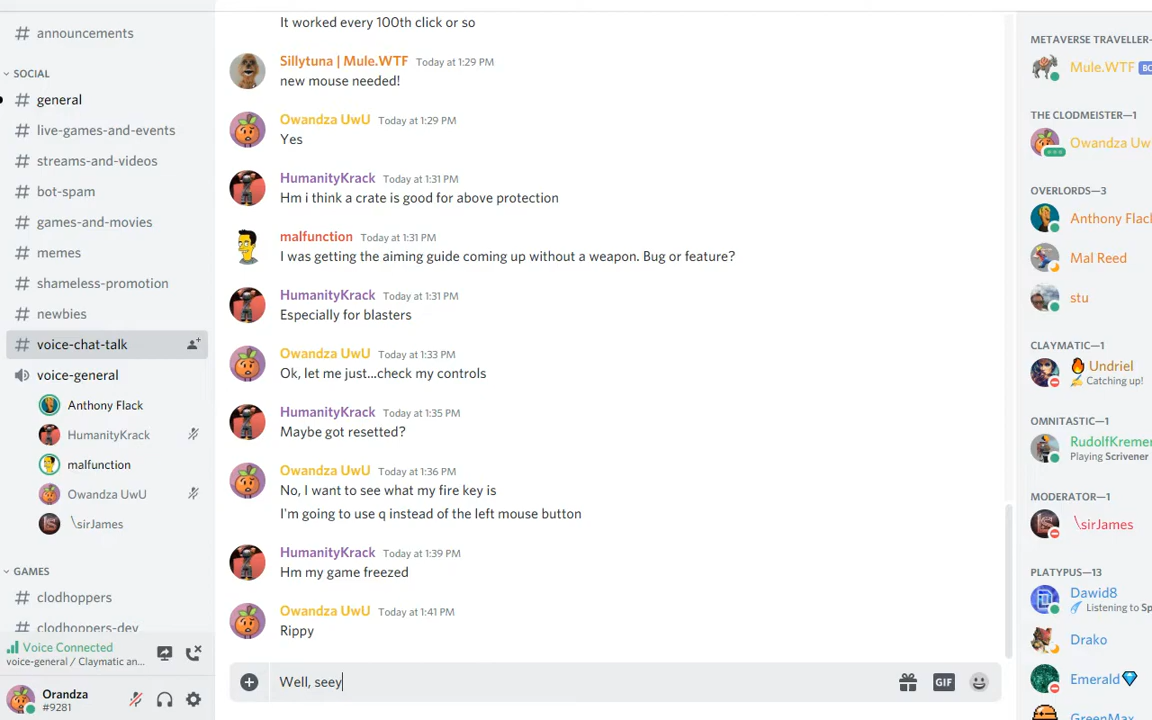 announcements
SOCIAL
general
live-games-and-events
streams-and-videos
bot-spam
games-and-movies
memes
shameless-promotion
newbies
voice-chat-talk
voice-general
Anthony Flack
HumanityKrack
malfunction
Owandza UwU
\sirJames
GAMES
clodhoppers
clodhoppers-dev
Voice Connected
voice-general / Claymatic an...
Orandza
#9281
It worked every 100th click or so
Sillytuna | Mule.WTF Today at 1:29 PM
new mouse needed!
Owandza UwU Today at 1:29 PM
Yes
HumanityKrack Today at 1:31 PM
Hm i think a crate is good for above protection
malfunction Today at 1:31 PM
I was getting the aiming guide coming up without a weapon. Bug or feature?
HumanityKrack Today at 1:31 PM
Especially for blasters
Owandza UwU Today at 1:33 PM
Ok, let me just...check my controls
HumanityKrack Today at 1:35 PM
Maybe got resetted?
Owandza UwU Today at 1:36 PM
No, I want to see what my fire key is
I'm going to use q instead of the left mouse button
HumanityKrack Today at 1:39 PM
Hm my game freezed
Owandza UwU Today at 1:41 PM
Rippy
Well, seey
GIF
METAVERSE TRAVELLER—
Mule.WTF BO
THE CLODMEISTER—1
Owandza Uw
OVERLORDS—3
Anthony Flack
Mal Reed
stu
CLAYMATIC—1
Undriel
Catching up!
OMNITASTIC—1
RudolfKreme
Playing Scrivener
MODERATOR—1
\sirJames
PLATYPUS—13
Dawid8
Listening to Sp
Drako
Emerald
GreenMax